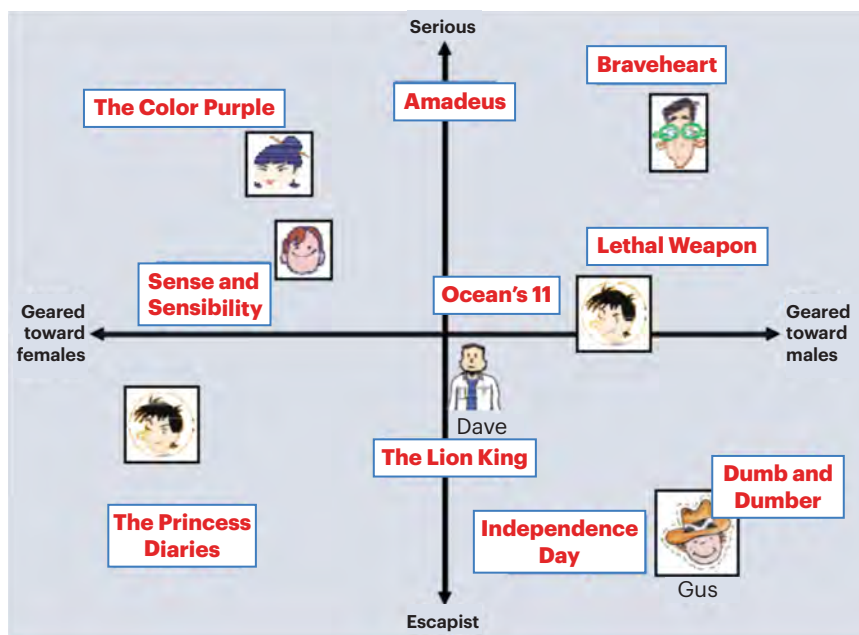 Serious
Braveheart
The Color Purple
Amadeus
Lethal Weapon
Sense and
Sensibility
Ocean's 11
Geared
toward
females
Geared
toward
males
Dave
The Lion King
Dumb and
Dumber
The Princess
Diaries
Independence
Day
Gus
Escapist